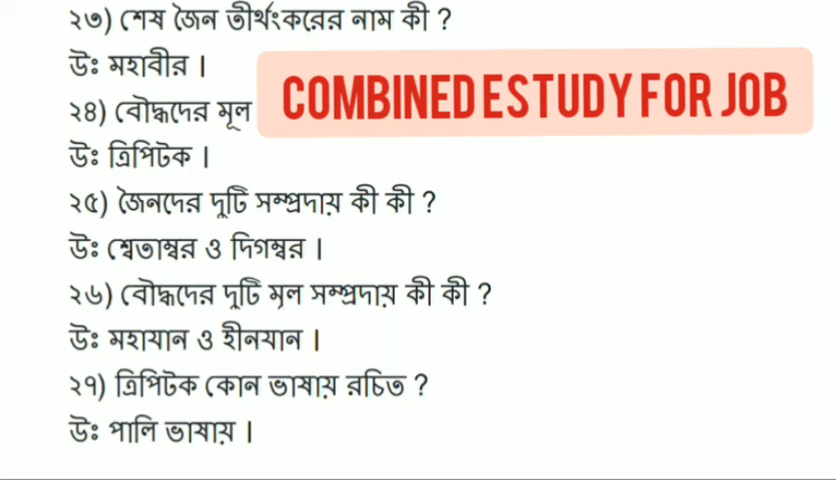 ২৩) শেষ জৈন তীর্থংকরের নাম কী ?
উঃ মহাবীর ।
COMBINED ESTUDY FOR JOB
২৪) বৌদ্ধদের মূল
উঃ ত্রিপিটক ।
২৫) জৈনদের দুটি সম্প্রদায় কী কী ?
উঃ শ্বেতাম্বর ও দিগম্বর ।
২৬) বৌদ্ধদের দুটি মূল সম্প্রদায় কী কী ?
উঃ মহাযান ও হীনযান ।
২৭) ত্রিপিটক কোন ভাষায় রচিত ?
উঃ পালি ভাষায় ।